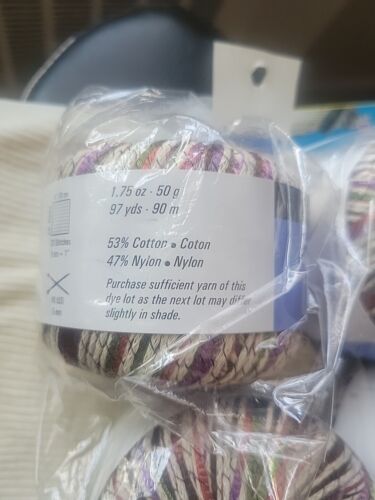 1.75 oz · 50 g
97 yds · 90 m
53% Cotton • Coton
47% Nylon • Nylon
Purchase sufficient yarn of this
dye lot as the next lot may differ
slightly in shade.